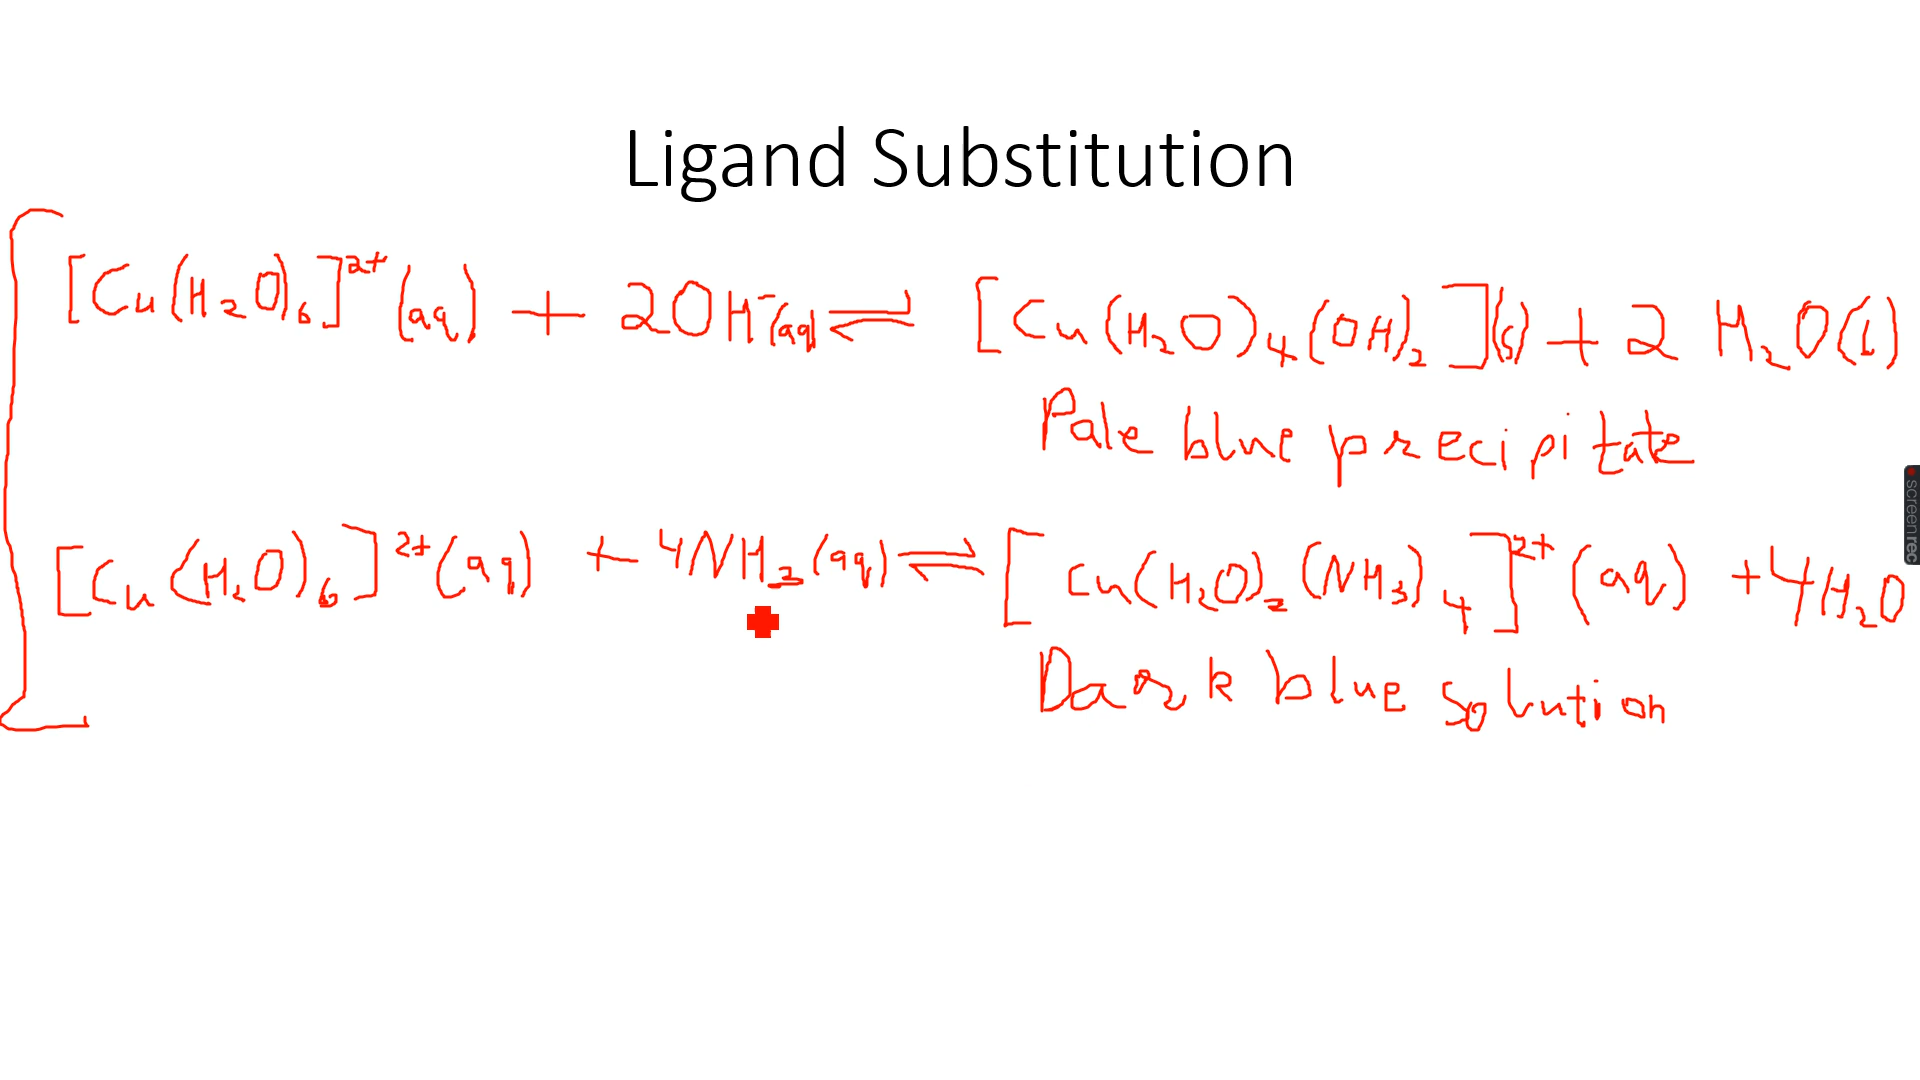 Ligand Substitution
[Cu(H₂O)₆]²⁺(aq) + 2OH⁻(aq) ⇌ [Cu(H₂O)₄(OH)₂](s) + 2 H₂O(l)
Pale blue precipitate
[Cu(H₂O)₆]²⁺(aq) + 4NH₃(aq) ⇌ [Cu(H₂O)₂(NH₃)₄]²⁺(aq) + 4H₂O
Dark blue solution
screenrec